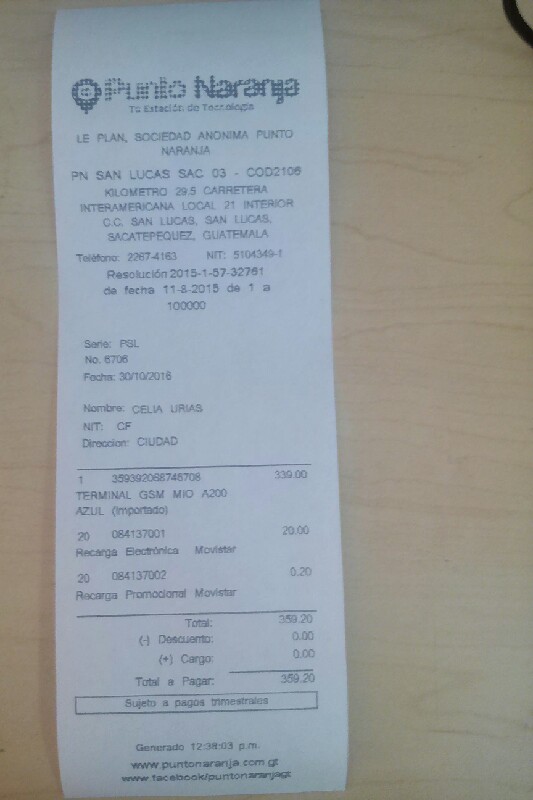 Punto Naranja
Tu Estación de Tecnología
LE PLAN, SOCIEDAD ANONIMA PUNTO
NARANJA
PN SAN LUCAS SAC 03 - COD2106
KILOMETRO 29.5 CARRETERA
INTERAMERICANA LOCAL 21 INTERIOR
C.C. SAN LUCAS, SAN LUCAS,
SACATEPEQUEZ, GUATEMALA
Teléfono: 2267-4163 NIT: 5104349-1
Resolución 2015-1-57-32761
de fecha 11-8-2015 de 1 a
100000
Serie: PSL
No. 6706
Fecha: 30/10/2016
Nombre: CELIA URIAS
NIT: CF
Direccion: CIUDAD
1 359392068746708 339.00
TERMINAL GSM MIO A200
AZUL (Importado)
20 084137001 20.00
Recarga Electrónica Movistar
20 084137002 0.20
Recarga Promocional Movistar
Total: 359.20
(-) Descuento: 0.00
(+) Cargo: 0.00
Total a Pagar: 359.20
Sujeto a pagos trimestrales
Generado 12:38:03 p.m.
www.puntonaranja.com.gt
www.facebook/puntonaranjagt